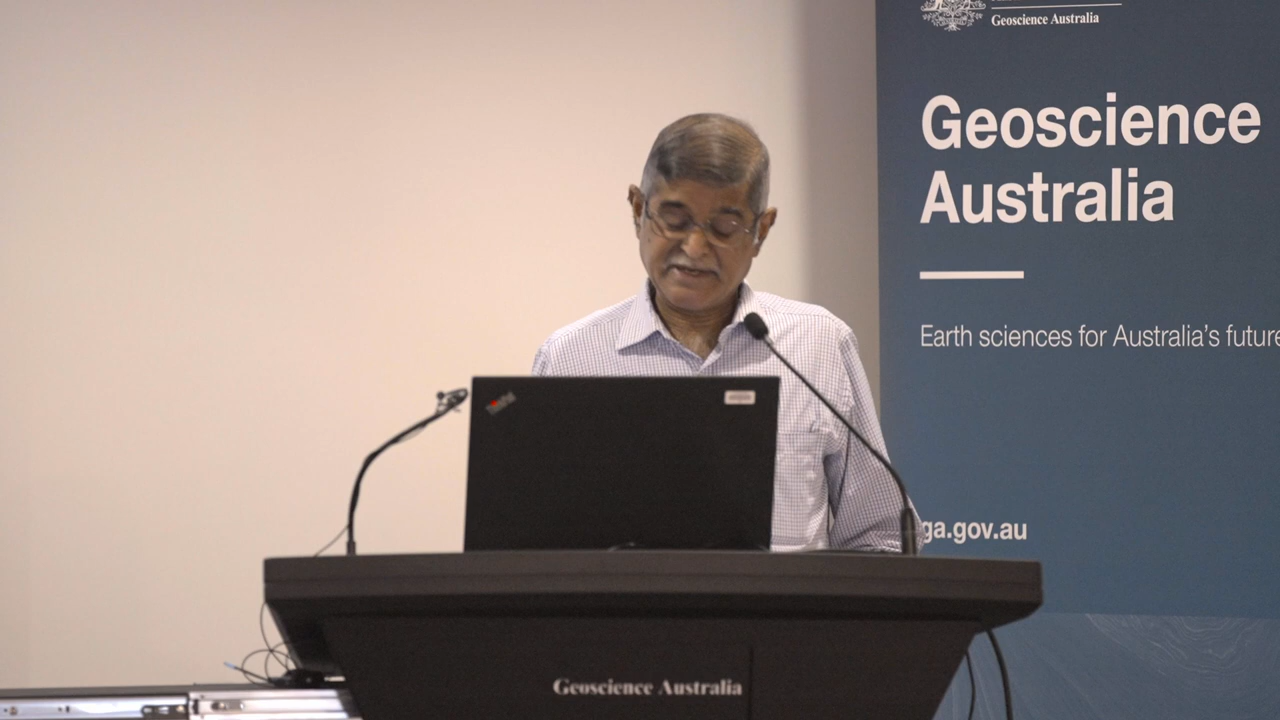 Geoscience Australia
Geoscience
Australia
Earth sciences for Australia's future
ga.gov.au
Geoscience Australia